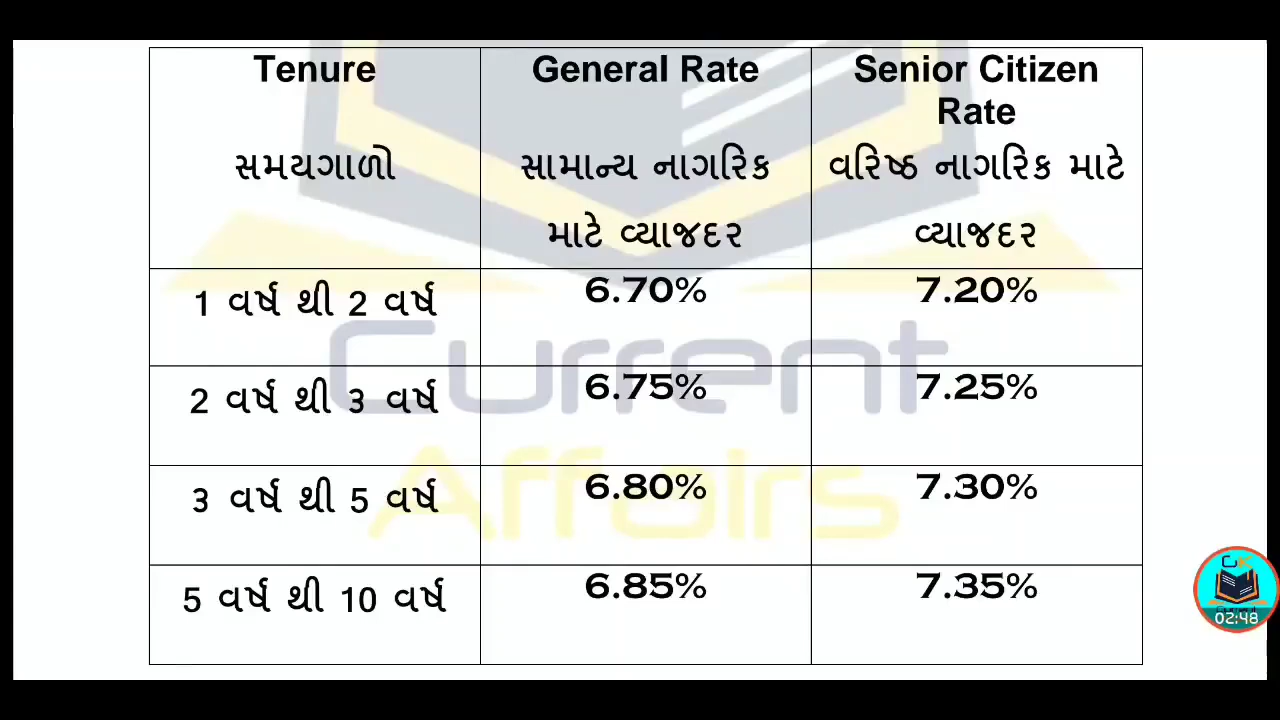 Tenure
સમયગાળો
General Rate
સામાન્ય નાગરિક
માટે વ્યાજદર
Senior Citizen
Rate
વરિષ્ઠ નાગરિક માટે
વ્યાજદર
1 વર્ષ થી 2 વર્ષ
6.70%
7.20%
2 વર્ષ થી 3 વર્ષ
6.75%
7.25%
3 વર્ષ થી 5 વર્ષ
6.80%
7.30%
5 વર્ષ થી 10 વર્ષ
6.85%
7.35%
Current
Affairs
02:48